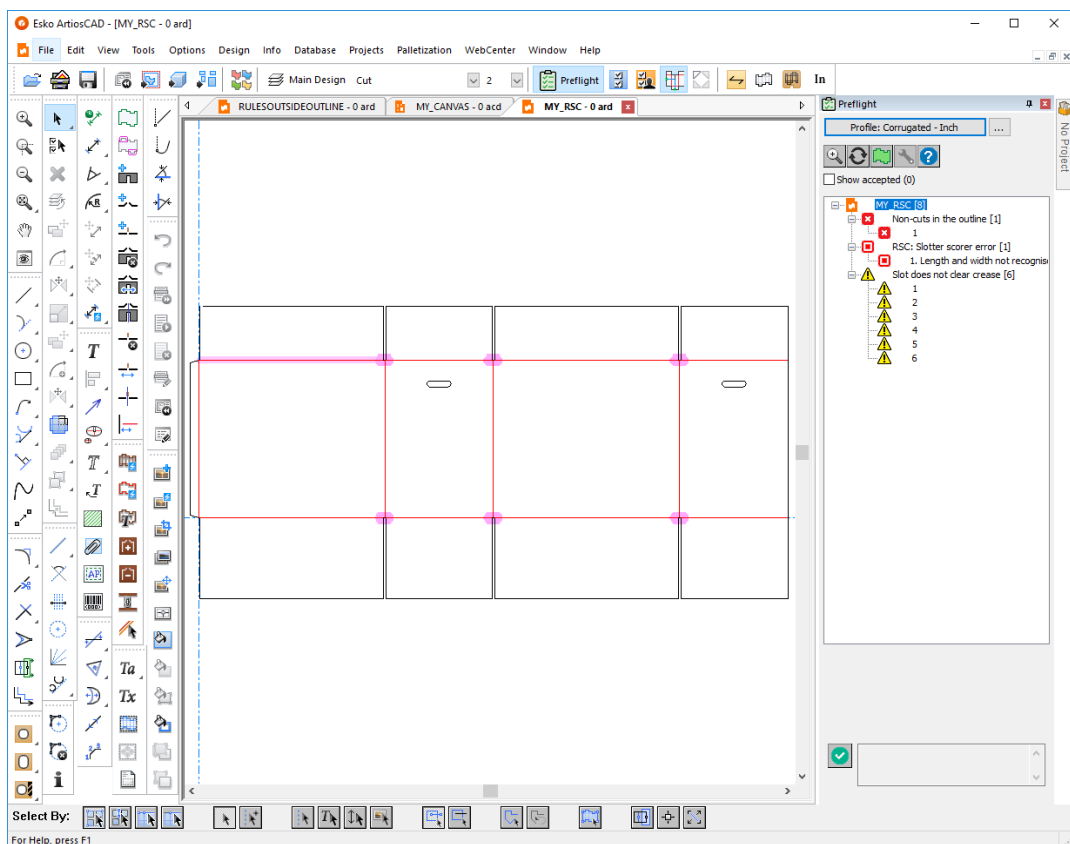 Esko ArtiosCAD - [MY_RSC - 0 ard]
File Edit View Tools Options Design Info Database Projects Palletization WebCenter Window Help
Main Design Cut 2 Preflight In
RULESOUTSIDEOUTLINE - 0 ard MY_CANVAS - 0 acd MY_RSC - 0 ard
Preflight
No Project
Profile: Corrugated - Inch ...
Show accepted (0)
MY_RSC [8]
Non-cuts in the outline [1]
1
RSC: Slotter scorer error [1]
1. Length and width not recognise
Slot does not clear crease [6]
1
2
3
4
5
6
R
T
T
T
T
AP
Ta
Tx
i
Select By:
T
For Help, press F1